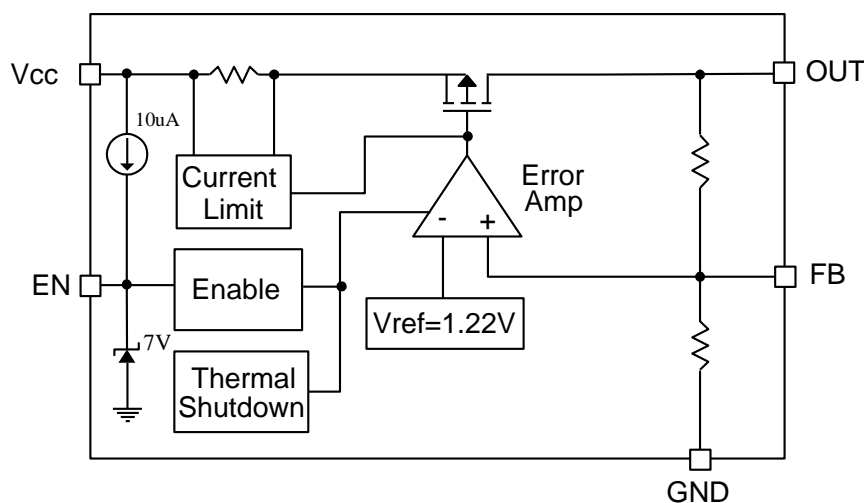 Vcc
OUT
10uA
Current
Limit
Error
Amp
-
+
EN
Enable
FB
Vref=1.22V
7V
Thermal
Shutdown
GND